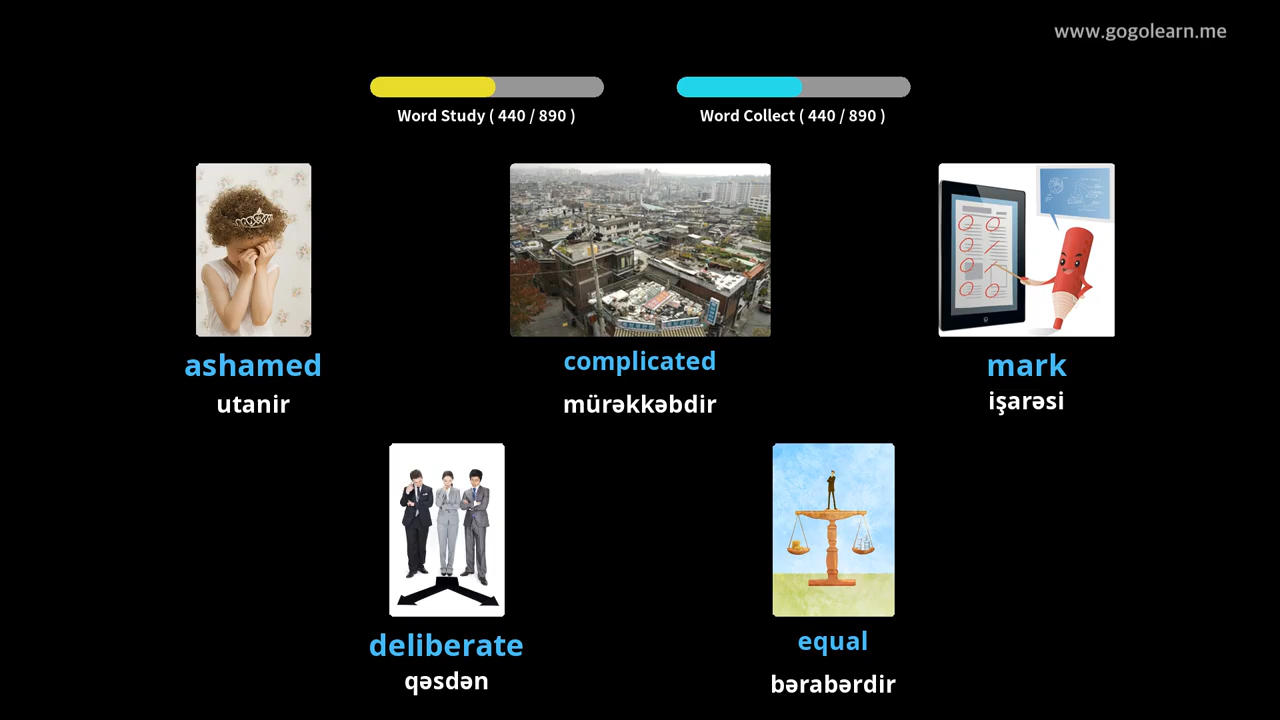 www.gogolearn.me
Word Study ( 440 / 890 )
Word Collect ( 440 / 890 )
ashamed
utanir
complicated
mürəkkəbdir
mark
işarəsi
deliberate
qəsdən
equal
bərabərdir